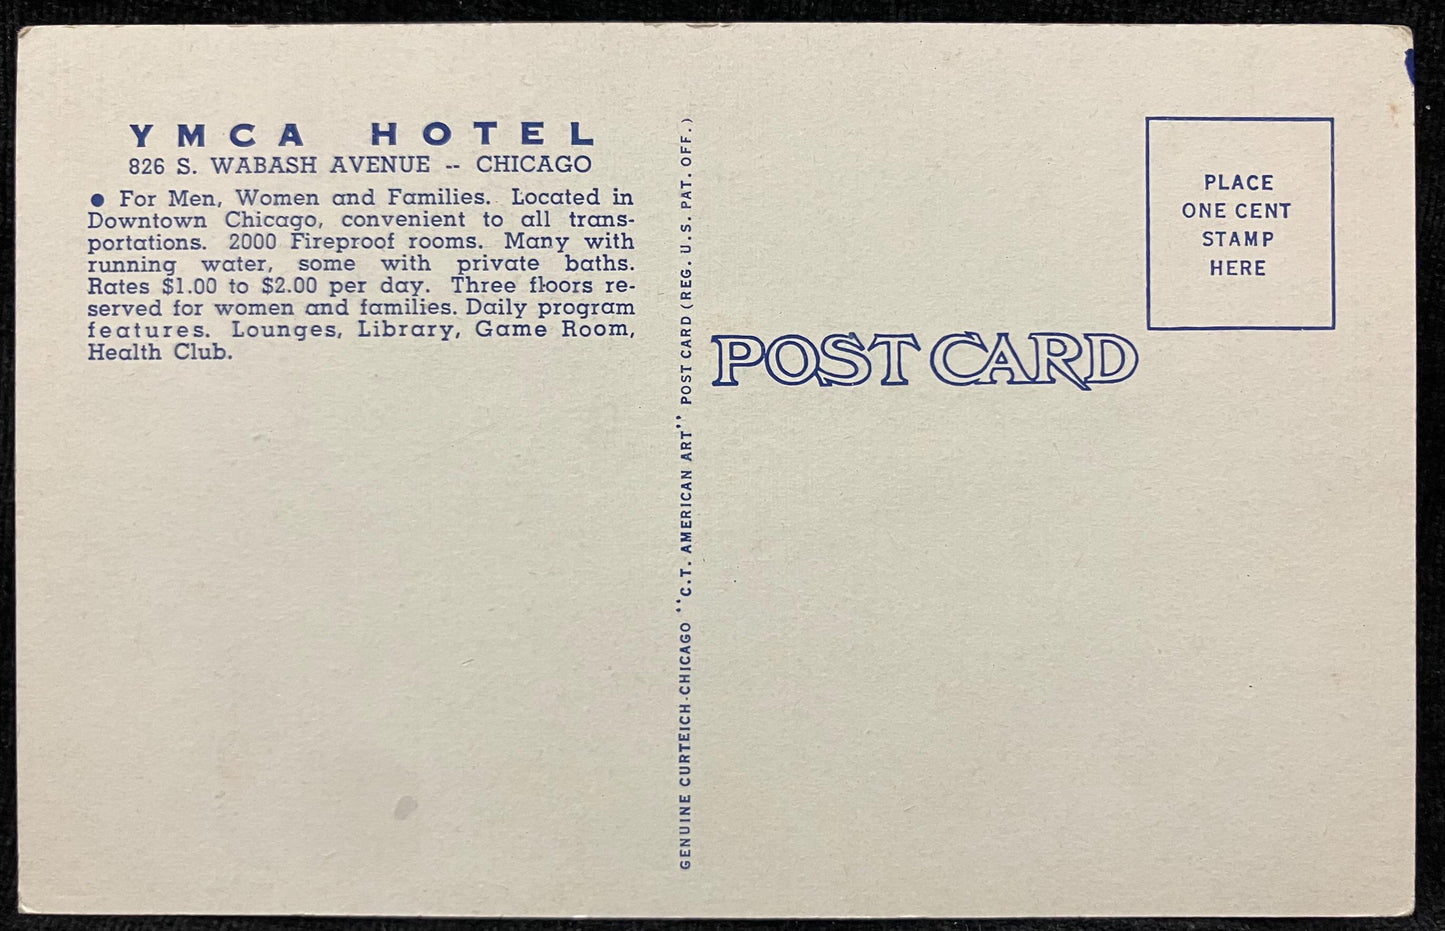 YMCA HOTEL
826 S. WABASH AVENUE -- CHICAGO
● For Men, Women and Families. Located in
Downtown Chicago, convenient to all trans-
portations. 2000 Fireproof rooms. Many with
running water, some with private baths.
Rates $1.00 to $2.00 per day. Three floors re-
served for women and families. Daily program
features. Lounges, Library, Game Room,
Health Club.
GENUINE CURTEICH-CHICAGO "C.T. AMERICAN ART" POST CARD (REG. U.S. PAT. OFF.)
POST CARD
PLACE
ONE CENT
STAMP
HERE